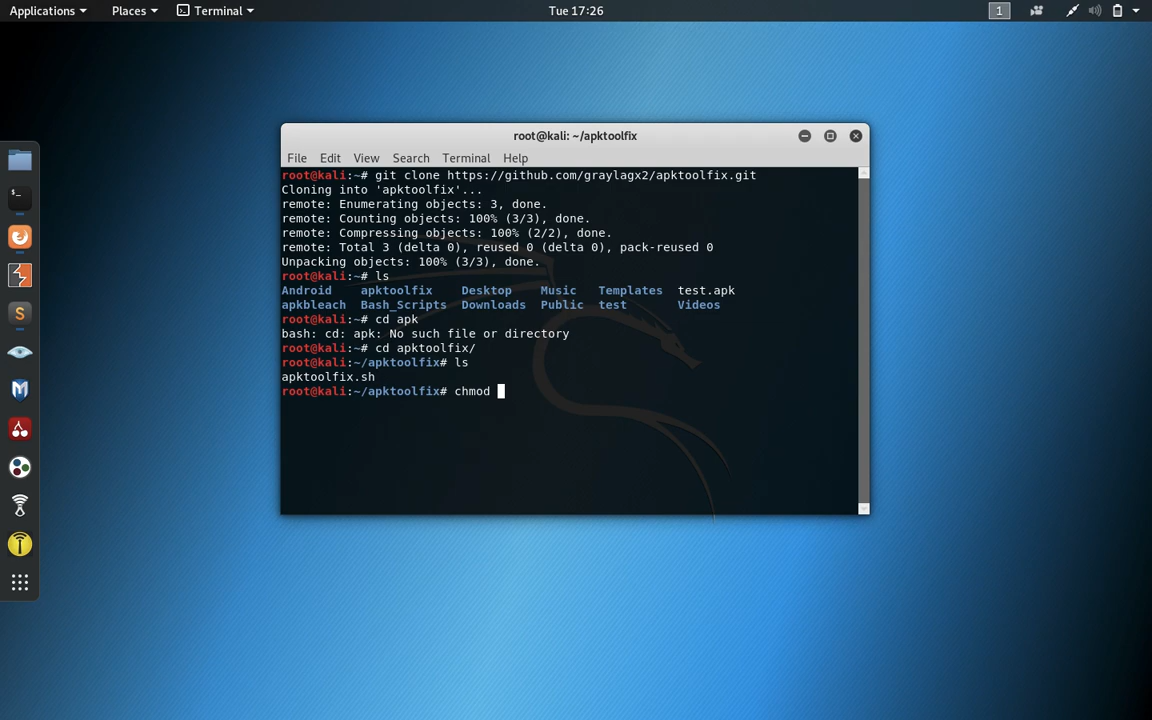 Applications Places Terminal Tue 17:26 1
root@kali: ~/apktoolfix
File Edit View Search Terminal Help
root@kali:~# git clone https://github.com/graylagx2/apktoolfix.git
Cloning into 'apktoolfix'...
remote: Enumerating objects: 3, done.
remote: Counting objects: 100% (3/3), done.
remote: Compressing objects: 100% (2/2), done.
remote: Total 3 (delta 0), reused 0 (delta 0), pack-reused 0
Unpacking objects: 100% (3/3), done.
root@kali:~# ls
Android apktoolfix Desktop Music Templates test.apk
apkbleach Bash_Scripts Downloads Public test Videos
root@kali:~# cd apk
bash: cd: apk: No such file or directory
root@kali:~# cd apktoolfix/
root@kali:~/apktoolfix# ls
apktoolfix.sh
root@kali:~/apktoolfix# chmod